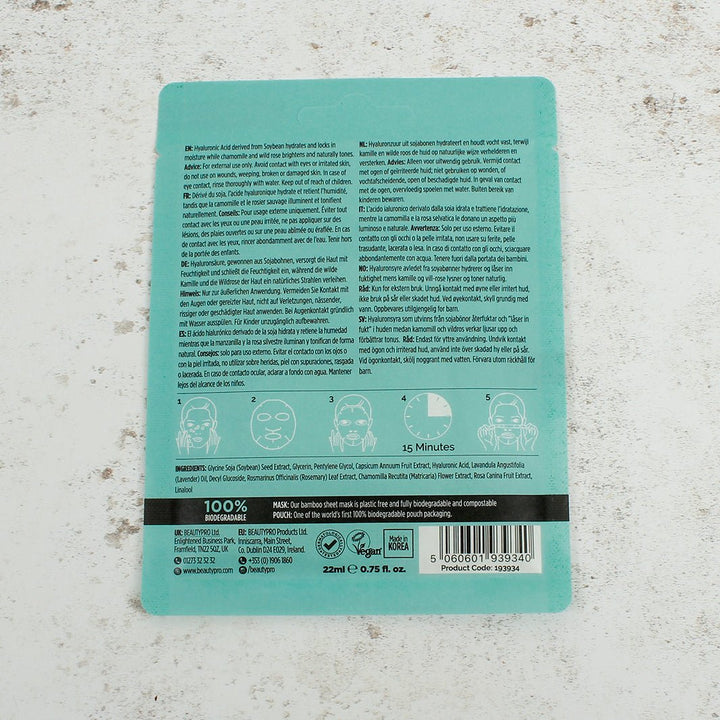 EN: Hyaluronic Acid derived from Soybean hydrates and locks in
moisture while chamomile and wild rose brightens and naturally tones.
Advice: For external use only. Avoid contact with eyes or irritated skin,
do not use on wounds, weeping, broken or damaged skin. In case of
eye contact, rinse thoroughly with water. Keep out of reach of children.
FR: Dérivé du soja, l'acide hyaluronique hydrate et retient l'humidité,
tandis que la camomille et le rosier sauvage illuminent et tonifient
naturellement. Conseils: Pour usage externe uniquement. Éviter tout
contact avec les yeux ou une peau irritée, ne pas appliquer sur des
lésions, des plaies ouvertes ou sur une peau abîmée ou éraflée. En cas
de contact avec les yeux, rincer abondamment avec de l'eau. Tenir hors
de la portée des enfants.
DE: Hyaluronsäure, gewonnen aus Sojabohnen, versorgt die Haut mit
Feuchtigkeit und schließt die Feuchtigkeit ein, während die wilde
Kamille und die Wildrose der Haut ein natürliches Strahlen verleihen.
Hinweis: Nur zur äußerlichen Anwendung. Vermeiden Sie Kontakt mit
den Augen oder gereizter Haut, nicht auf Verletzungen, nässender,
rissiger oder geschädigter Haut anwenden. Bei Augenkontakt gründlich
mit Wasser ausspülen. Für Kinder unzugänglich aufbewahren.
ES: El ácido hialurónico derivado de la soja hidrata y retiene la humedad
mientras que la manzanilla y la rosa silvestre iluminan y tonifican de forma
natural. Consejos: solo para uso externo. Evitar el contacto con los ojos o
con la piel irritada, no utilizar sobre heridas, piel con supuraciones, rasgada
o lacerada. En caso de contacto ocular, aclarar a fondo con agua. Mantener
lejos del alcance de los niños.
NL: Hyaluronzuur uit sojabonen hydrateert en houdt vocht vast, terwijl
kamille en wilde roos de huid op natuurlijke wijze verhelderen en
versterken. Advies: Alleen voor uitwendig gebruik. Vermijd contact
met ogen of geïrriteerde huid; niet gebruiken op wonden, of
vochtafscheidende, open of beschadigde huid. In geval van contact
met de ogen, overvloedig spoelen met water. Buiten bereik van
kinderen bewaren.
IT: L'acido ialuronico derivato dalla soia idrata e trattiene l'idratazione,
mentre la camomilla e la rosa selvatica le donano un aspetto più
luminoso e naturale. Avvertenza: Solo per uso esterno. Evitare il
contatto con gli occhi o la pelle irritata, non usare su ferite, pelle
trasudante, lacerata o lesa. In caso di contatto con gli occhi, sciacquare
abbondantemente con acqua. Tenere fuori dalla portata dei bambini.
NO: Hyaluronsyre avledet fra soyabønner hydrerer og låser inn
fuktighet mens kamille og vill-rose lysner og toner naturlig.
Råd: Kun for ekstern bruk. Unngå kontakt med øyne eller irritert hud,
ikke bruk på sår eller skadet hud. Ved øyekontakt, skyll grundig med
vann. Oppbevares utilgjengelig for barn.
SV: Hyaluronsyra som utvinns från sojabönor återfuktar och "låser in
fukt" i huden medan kamomill och vildros verkar ljusar upp och
förbättrar tonus. Råd: Endast för yttre användning. Undvik kontakt
med ögon och irriterad hud, använd inte över skadad hy eller på sår.
Vid ögonkontakt, skölj noggrant med vatten. Förvara utom räckhåll för
barn.
1 2 3 4 5
15 Minutes
INGREDIENTS: Glycine Soja (Soybean) Seed Extract, Glycerin, Pentylene Glycol, Capsicum Annuum Fruit Extract, Hyaluronic Acid, Lavandula Angustifolia
(Lavender) Oil, Decyl Glucoside, Rosmarinus Officinalis (Rosemary) Leaf Extract, Chamomilla Recutita (Matricaria) Flower Extract, Rosa Canina Fruit Extract,
Linalool
100%
BIODEGRADABLE
MASK: Our bamboo sheet mask is plastic free and fully biodegradable and compostable
POUCH: One of the world's first 100% biodegradable pouch packaging.
UK: BEAUTYPRO Ltd.
Enlightened Business Park,
Framfield, TN22 5QZ, UK
01273 32 32 32
www.beautypro.com
EU: BEAUTYPRO Products Ltd.
Inniscarra, Main Street,
Co. Dublin D24 E029, Ireland.
+353 (0) 1906 1860
/beautypro
Vegan
Made in
KOREA
22ml e 0.75 fl. oz.
5 060601 939340
Product Code: 193934